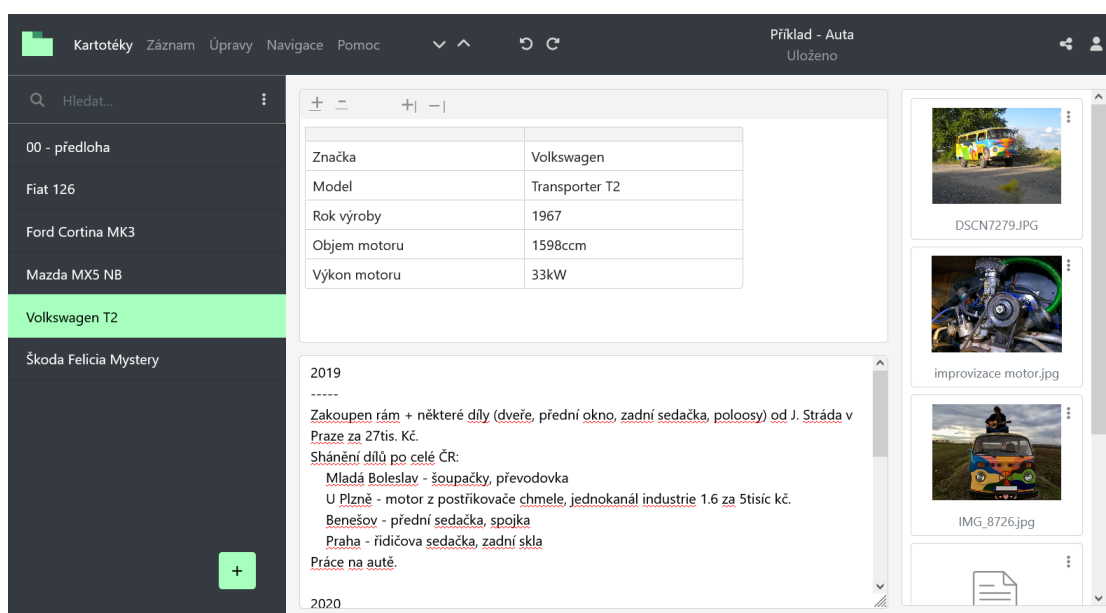 Kartotéky Záznam Úpravy Navigace Pomoc
Příklad - Auta
Uloženo
Hledat...
00 - předloha
Fiat 126
Ford Cortina MK3
Mazda MX5 NB
Volkswagen T2
Škoda Felicia Mystery
+
Značka Volkswagen
Model Transporter T2
Rok výroby 1967
Objem motoru 1598ccm
Výkon motoru 33kW
2019
-----
Zakoupen rám + některé díly (dveře, přední okno, zadní sedačka, poloosy) od J. Stráda v
Praze za 27tis. Kč.
Shánění dílů po celé ČR:
Mladá Boleslav - šoupačky, převodovka
U Plzně - motor z postřikovače chmele, jednokanál industrie 1.6 za 5tisíc kč.
Benešov - přední sedačka, spojka
Praha - řidičova sedačka, zadní skla
Práce na autě.
2020
DSCN7279.JPG
improvizace motor.jpg
IMG_8726.jpg